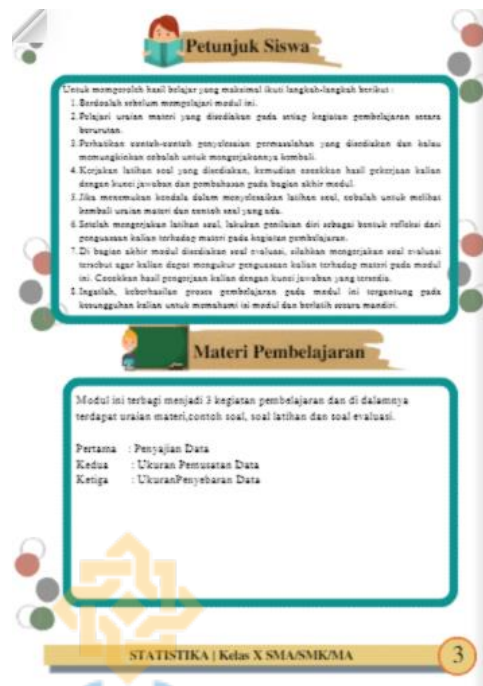 Petunjuk Siswa
Untuk memperoleh hasil belajar yang maksimal ikuti langkah-langkah berikut :
1. Berdoalah sebelum mempelajari modul ini.
2. Pelajari uraian materi yang disediakan pada setiap kegiatan pembelajaran secara
berurutan.
3. Perhatikan contoh-contoh penyelesaian permasalahan yang disediakan dan kalau
memungkinkan cobalah untuk mengerjakannya kembali.
4. Kerjakan latihan soal yang disediakan, kemudian cocokkan hasil pekerjaan kalian
dengan kunci jawaban dan pembahasan pada bagian akhir modul.
5. Jika menemukan kendala dalam menyelesaikan latihan soal, cobalah untuk melihat
kembali uraian materi dan contoh soal yang ada.
6. Setelah mengerjakan latihan soal, lakukan penilaian diri sebagai bentuk refleksi dari
penguasaan kalian terhadap materi pada kegiatan pembelajaran.
7. Di bagian akhir modul disediakan soal evaluasi, silahkan mengerjakan soal evaluasi
tersebut agar kalian dapat mengukur penguasaan kalian terhadap materi pada modul
ini. Cocokkan hasil pengerjaan kalian dengan kunci jawaban yang tersedia.
8. Ingatlah, keberhasilan proses pembelajaran pada modul ini tergantung pada
kesungguhan kalian untuk memahami isi modul dan berlatih secara mandiri.
Materi Pembelajaran
Modul ini terbagi menjadi 3 kegiatan pembelajaran dan di dalamnya
terdapat uraian materi,contoh soal, soal latihan dan soal evaluasi.
Pertama : Penyajian Data
Kedua : Ukuran Pemusatan Data
Ketiga : UkuranPenyebaran Data
STATISTIKA | Kelas X SMA/SMK/MA
3